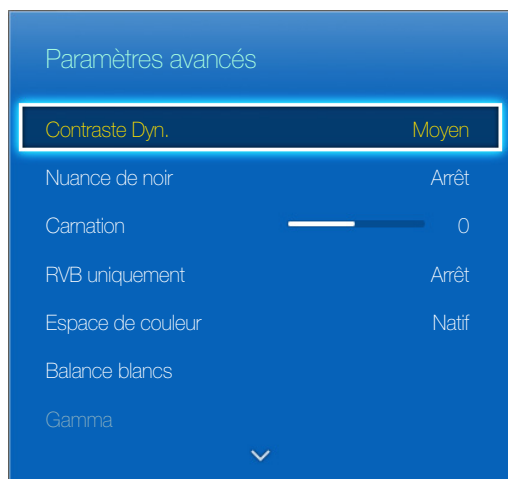 Paramètres avancés
Contraste Dyn. Moyen
Nuance de noir Arrêt
Carnation 0
RVB uniquement Arrêt
Espace de couleur Natif
Balance blancs
Gamma